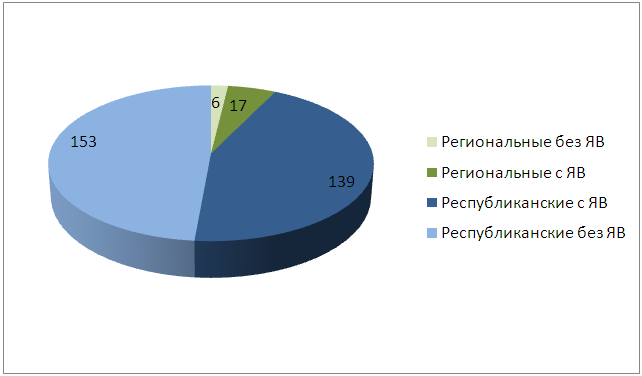 6
17
153
139
Региональные без ЯВ
Региональные с ЯВ
Республиканские с ЯВ
Республиканские без ЯВ